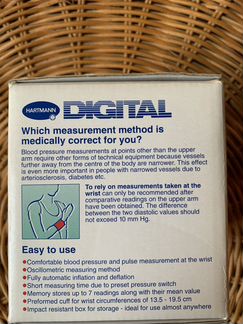 HARTMANN
DIGITAL
Which measurement method is
medically correct for you?
Blood pressure measurements at points other than the upper
arm require other forms of technical equipment because vessels
further away from the centre of the body are narrower. This effect
is even more important in people with narrowed vessels due to
arteriosclerosis, diabetes etc.
To rely on measurements taken at the
wrist can only be recommended after
comparative readings on the upper arm
have been obtained. The difference
between the two diastolic values should
not exceed 10 mm Hg.
Easy to use
• Comfortable blood pressure and pulse measurement at the wrist
• Oscillometric measuring method
• Fully automatic inflation and deflation
• Short measuring time due to preset pressure switch
• Memory stores up to 7 readings along with their mean value
• Preformed cuff for wrist circumferences of 13.5 - 19.5 cm
• Impact resistant box for storage - ideal for use almost anywhere